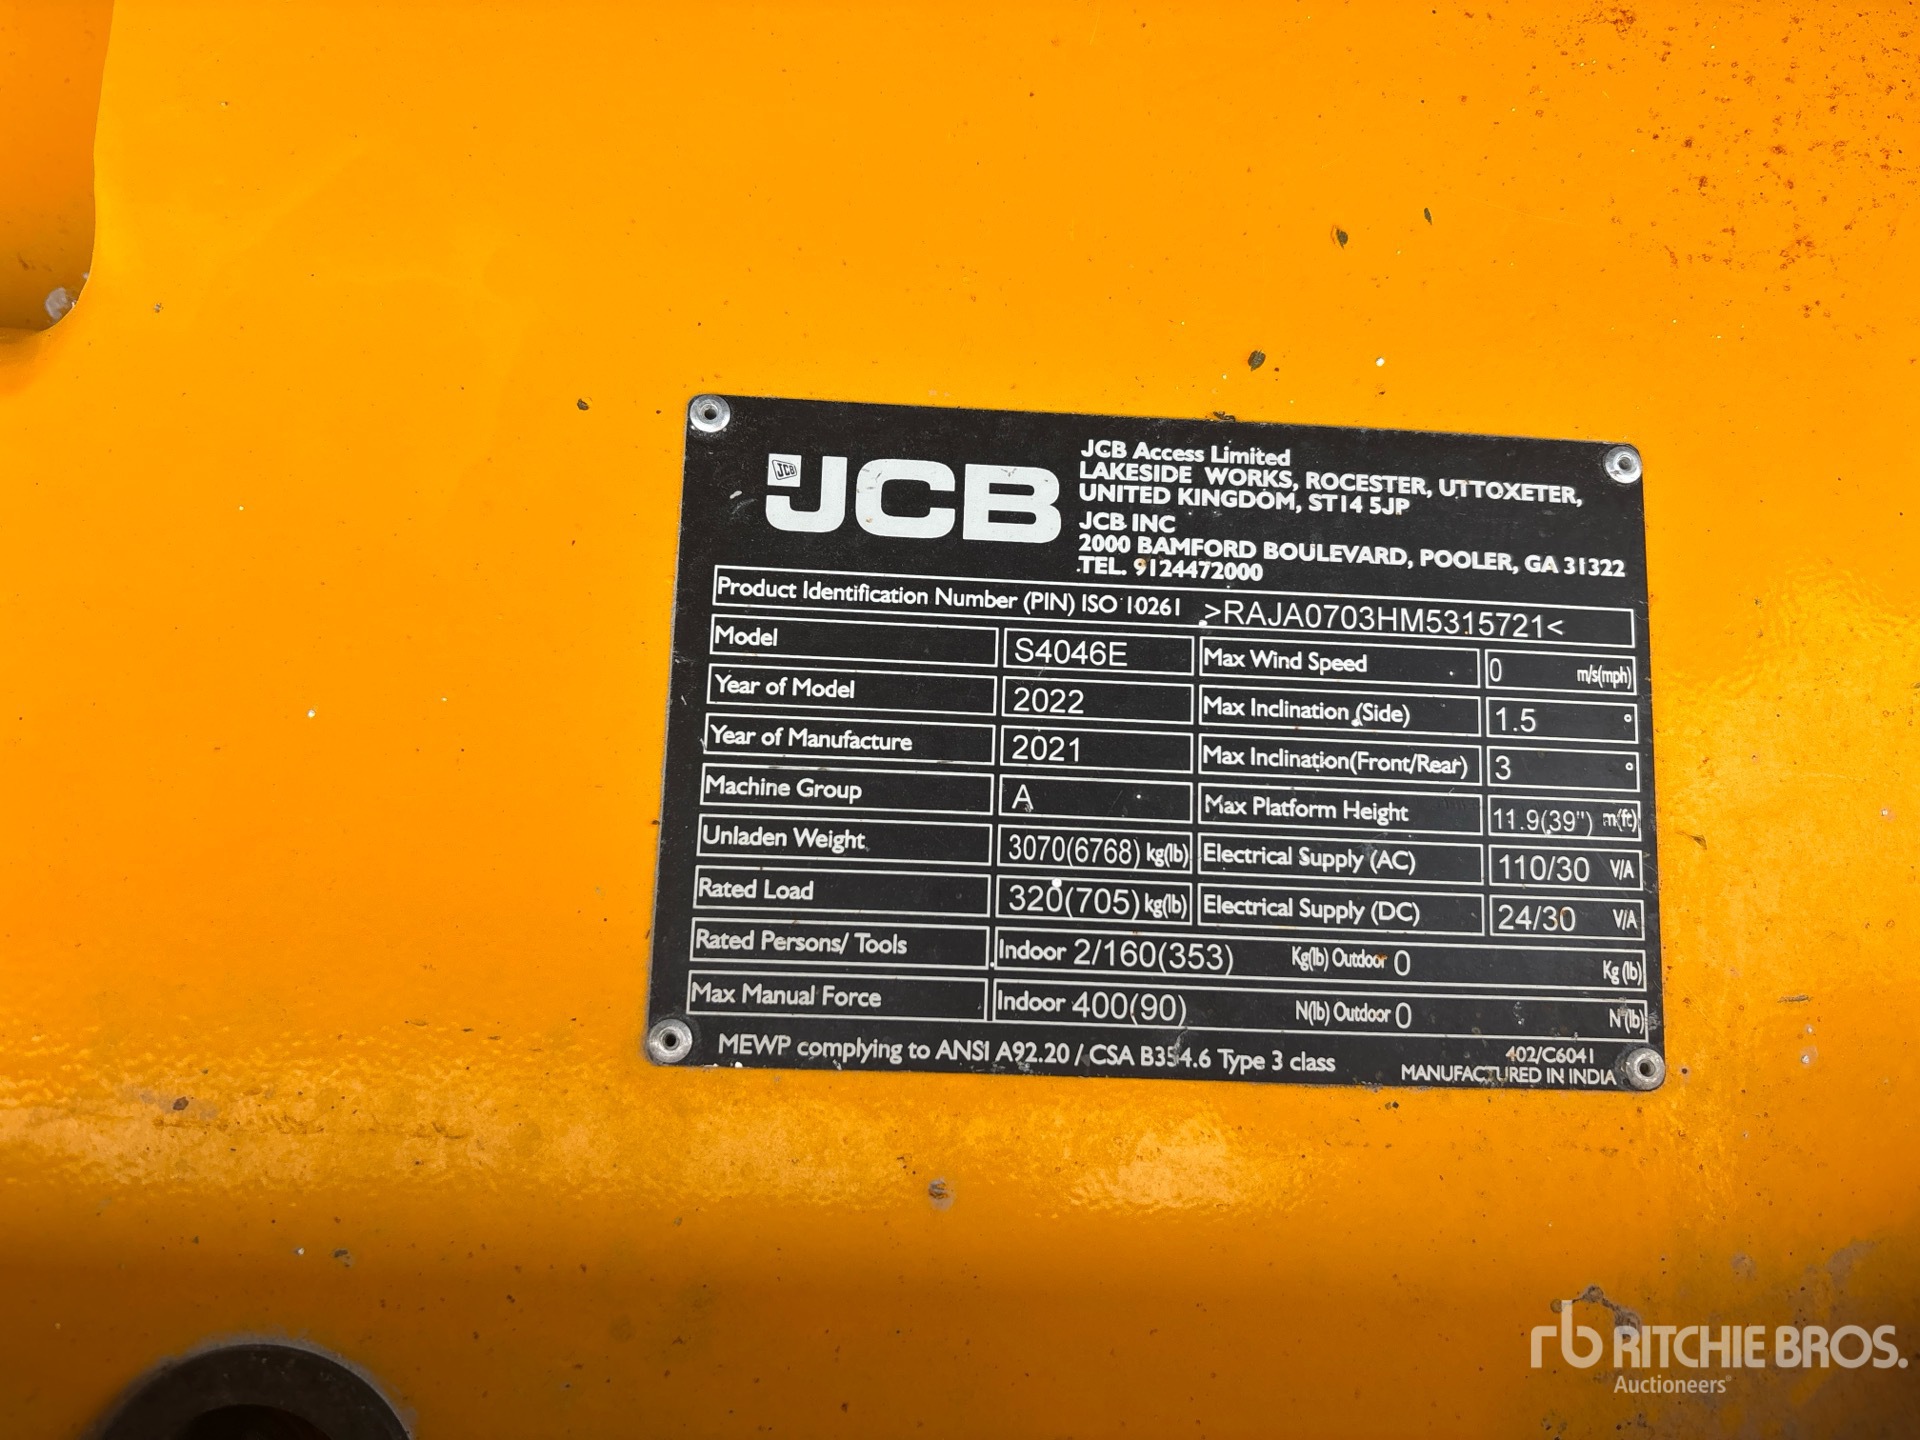 JCB
JCB
JCB Access Limited
LAKESIDE WORKS, ROCESTER, UTTOXETER,
UNITED KINGDOM, ST14 5JP
JCB INC
2000 BAMFORD BOULEVARD, POOLER, GA 31322
TEL. 9124472000
Product Identification Number (PIN) ISO 10261 >RAJA0703HM5315721<
Model S4046E Max Wind Speed 0 m/s(mph)
Year of Model 2022 Max Inclination (Side) 1.5 °
Year of Manufacture 2021 Max Inclination(Front/Rear) 3 °
Machine Group A Max Platform Height 11.9(39") m(ft)
Unladen Weight 3070(6768) kg(lb) Electrical Supply (AC) 110/30 V/A
Rated Load 320(705) kg(lb) Electrical Supply (DC) 24/30 V/A
Rated Persons/ Tools Indoor 2/160(353) Kg(lb) Outdoor 0 Kg (lb)
Max Manual Force Indoor 400(90) N(lb) Outdoor 0 N (lb)
MEWP complying to ANSI A92.20 / CSA B354.6 Type 3 class
402/C6041
MANUFACTURED IN INDIA
rb RITCHIE BROS.
Auctioneers